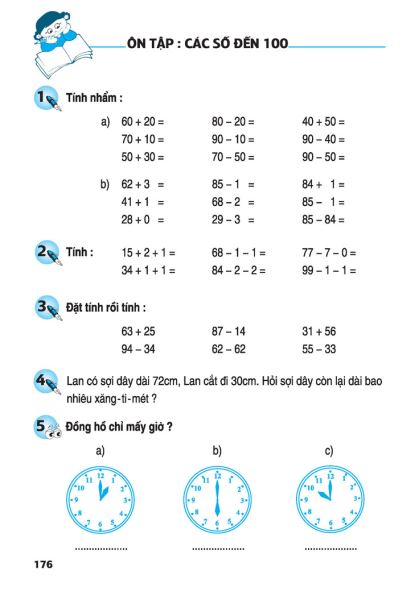 ÔN TẬP : CÁC SỐ ĐẾN 100
1 Tính nhẩm :
a) 60 + 20 = 80 – 20 = 40 + 50 =
70 + 10 = 90 – 10 = 90 – 40 =
50 + 30 = 70 – 50 = 90 – 50 =
b) 62 + 3 = 85 – 1 = 84 + 1 =
41 + 1 = 68 – 2 = 85 – 1 =
28 + 0 = 29 – 3 = 85 – 84 =
2 Tính : 15 + 2 + 1 = 68 – 1 – 1 = 77 – 7 – 0 =
34 + 1 + 1 = 84 – 2 – 2 = 99 – 1 – 1 =
3 Đặt tính rồi tính :
63 + 25 87 – 14 31 + 56
94 – 34 62 – 62 55 – 33
4 Lan có sợi dây dài 72cm, Lan cắt đi 30cm. Hỏi sợi dây còn lại dài bao
nhiêu xăng-ti-mét ?
5 Đồng hồ chỉ mấy giờ ?
a) b) c)
12 1 2 3 4 5 6 7 8 9 10 11
12 1 2 3 4 5 6 7 8 9 10 11
12 1 2 3 4 5 6 7 8 9 10 11
................... ................... ...................
176